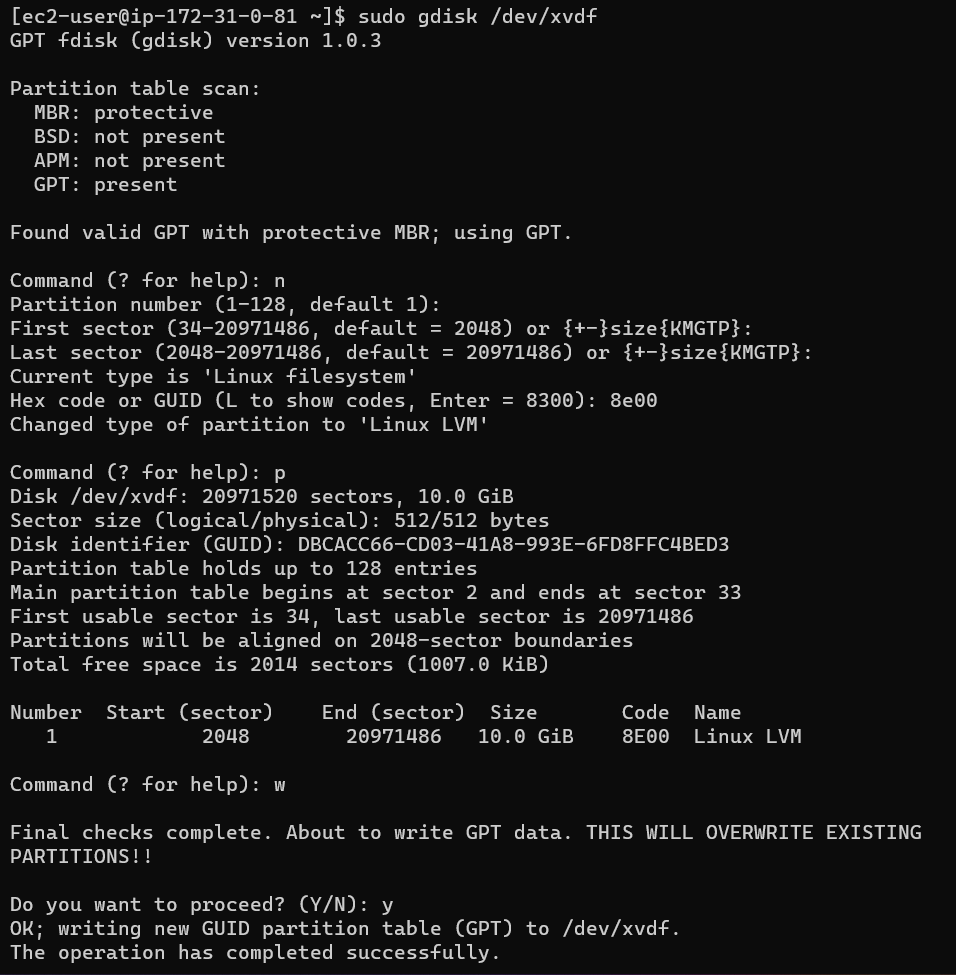 [ec2-user@ip-172-31-0-81 ~]$ sudo gdisk /dev/xvdf
GPT fdisk (gdisk) version 1.0.3
Partition table scan:
  MBR: protective
  BSD: not present
  APM: not present
  GPT: present
Found valid GPT with protective MBR; using GPT.
Command (? for help): n
Partition number (1-128, default 1):
First sector (34-20971486, default = 2048) or {+-}size{KMGTP}:
Last sector (2048-20971486, default = 20971486) or {+-}size{KMGTP}:
Current type is 'Linux filesystem'
Hex code or GUID (L to show codes, Enter = 8300): 8e00
Changed type of partition to 'Linux LVM'
Command (? for help): p
Disk /dev/xvdf: 20971520 sectors, 10.0 GiB
Sector size (logical/physical): 512/512 bytes
Disk identifier (GUID): DBCACC66-CD03-41A8-993E-6FD8FFC4BED3
Partition table holds up to 128 entries
Main partition table begins at sector 2 and ends at sector 33
First usable sector is 34, last usable sector is 20971486
Partitions will be aligned on 2048-sector boundaries
Total free space is 2014 sectors (1007.0 KiB)
Number  Start (sector)    End (sector)  Size       Code  Name
   1            2048        20971486   10.0 GiB    8E00  Linux LVM
Command (? for help): w
Final checks complete. About to write GPT data. THIS WILL OVERWRITE EXISTING
PARTITIONS!!
Do you want to proceed? (Y/N): y
OK; writing new GUID partition table (GPT) to /dev/xvdf.
The operation has completed successfully.